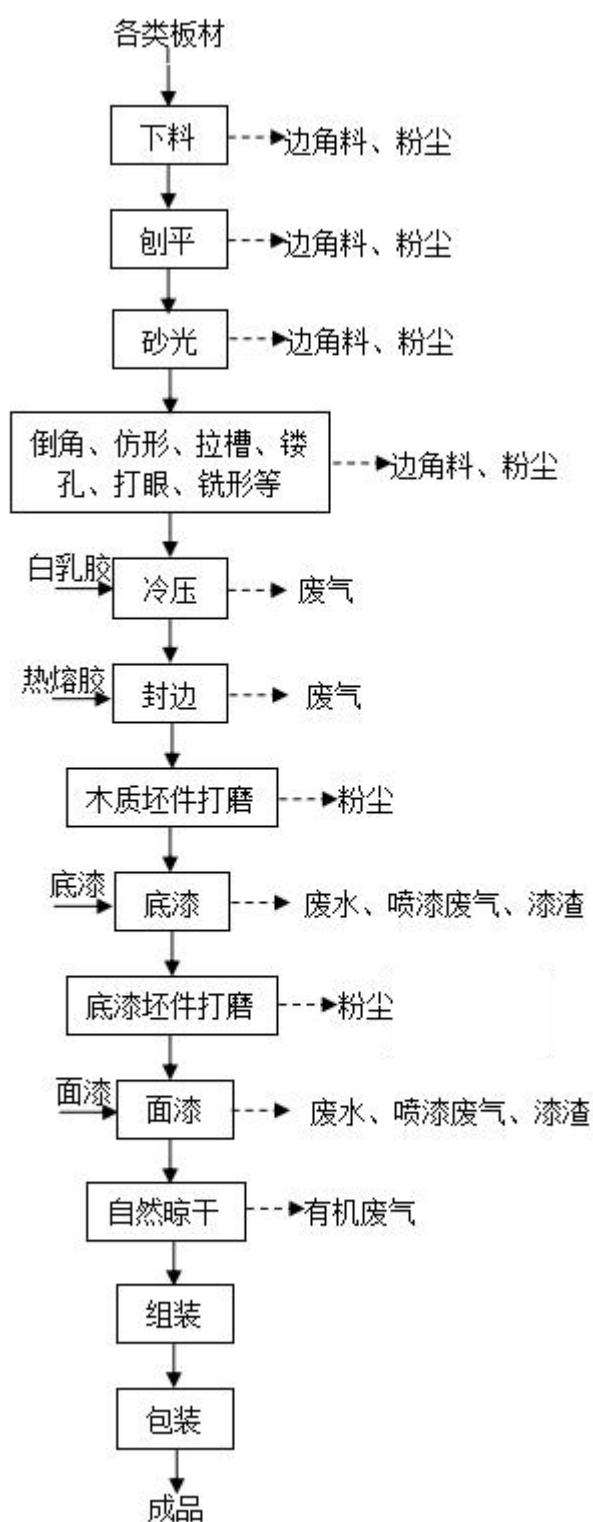 各类板材
下料
边角料、粉尘
刨平
边角料、粉尘
砂光
边角料、粉尘
倒角、仿形、拉槽、镂
孔、打眼、铣形等
边角料、粉尘
白乳胶
冷压
废气
热熔胶
封边
废气
木质坯件打磨
粉尘
底漆
底漆
废水、喷漆废气、漆渣
底漆坯件打磨
粉尘
面漆
面漆
废水、喷漆废气、漆渣
自然晾干
有机废气
组装
包装
成品